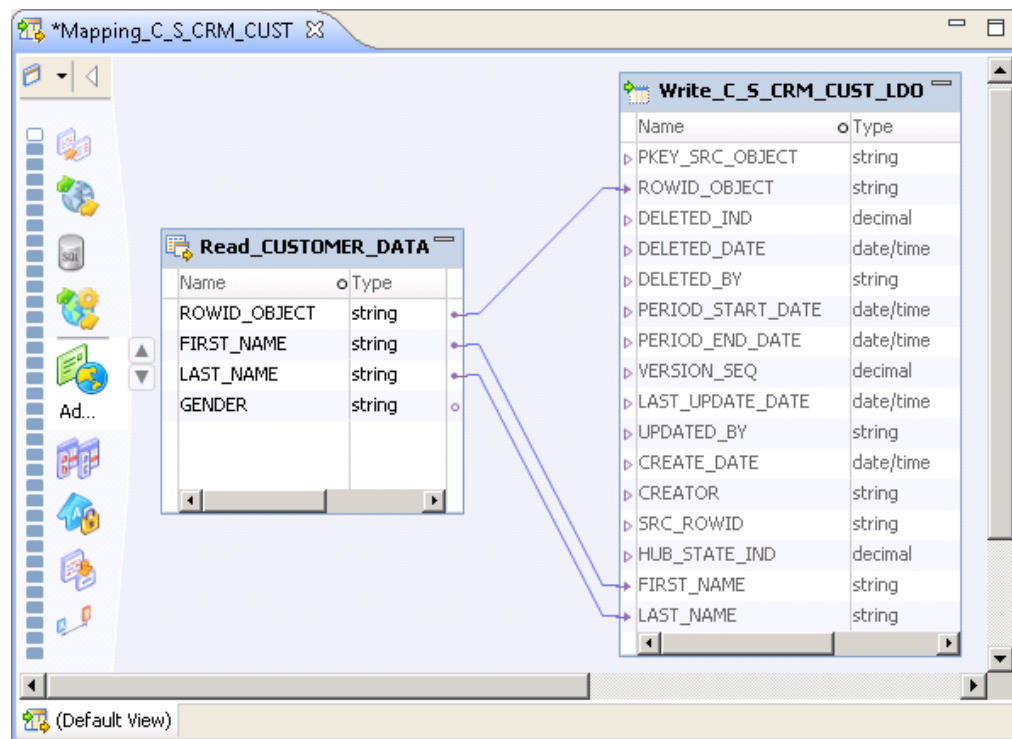 *Mapping_C_S_CRM_CUST
Write_C_S_CRM_CUST_LDO
Name Type
PKEY_SRC_OBJECT string
ROWID_OBJECT string
DELETED_IND decimal
DELETED_DATE date/time
DELETED_BY string
PERIOD_START_DATE date/time
PERIOD_END_DATE date/time
VERSION_SEQ decimal
LAST_UPDATE_DATE date/time
UPDATED_BY string
CREATE_DATE date/time
CREATOR string
SRC_ROWID string
HUB_STATE_IND decimal
FIRST_NAME string
LAST_NAME string
Read_CUSTOMER_DATA
Name Type
ROWID_OBJECT string
FIRST_NAME string
LAST_NAME string
GENDER string
SQL
Ad...
(Default View)